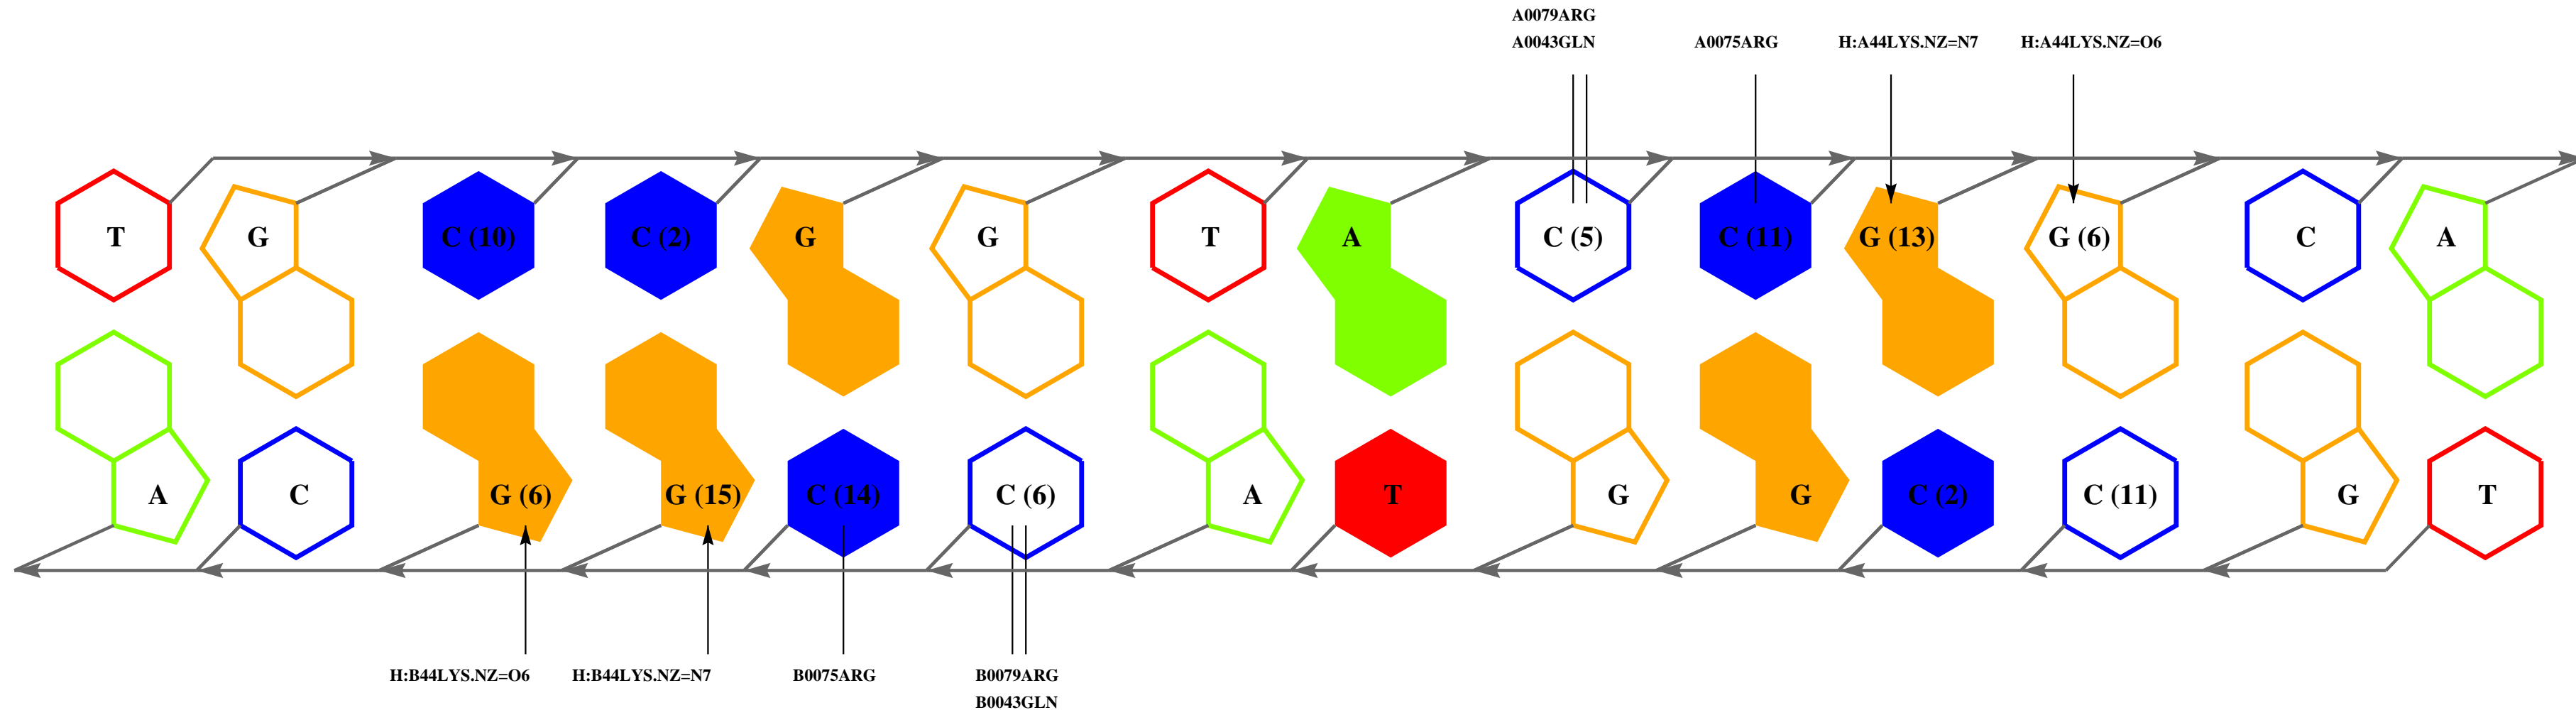 A0079ARG
A0043GLN A0075ARG H:A44LYS.NZ=N7 H:A44LYS.NZ=O6
T G C (10) C (2) G G T A C (5) C (11) G (13) G (6) C A
A C G (6) G (15) C (14) C (6) A T G G C (2) C (11) G T
H:B44LYS.NZ=O6 H:B44LYS.NZ=N7 B0075ARG B0079ARG
B0043GLN